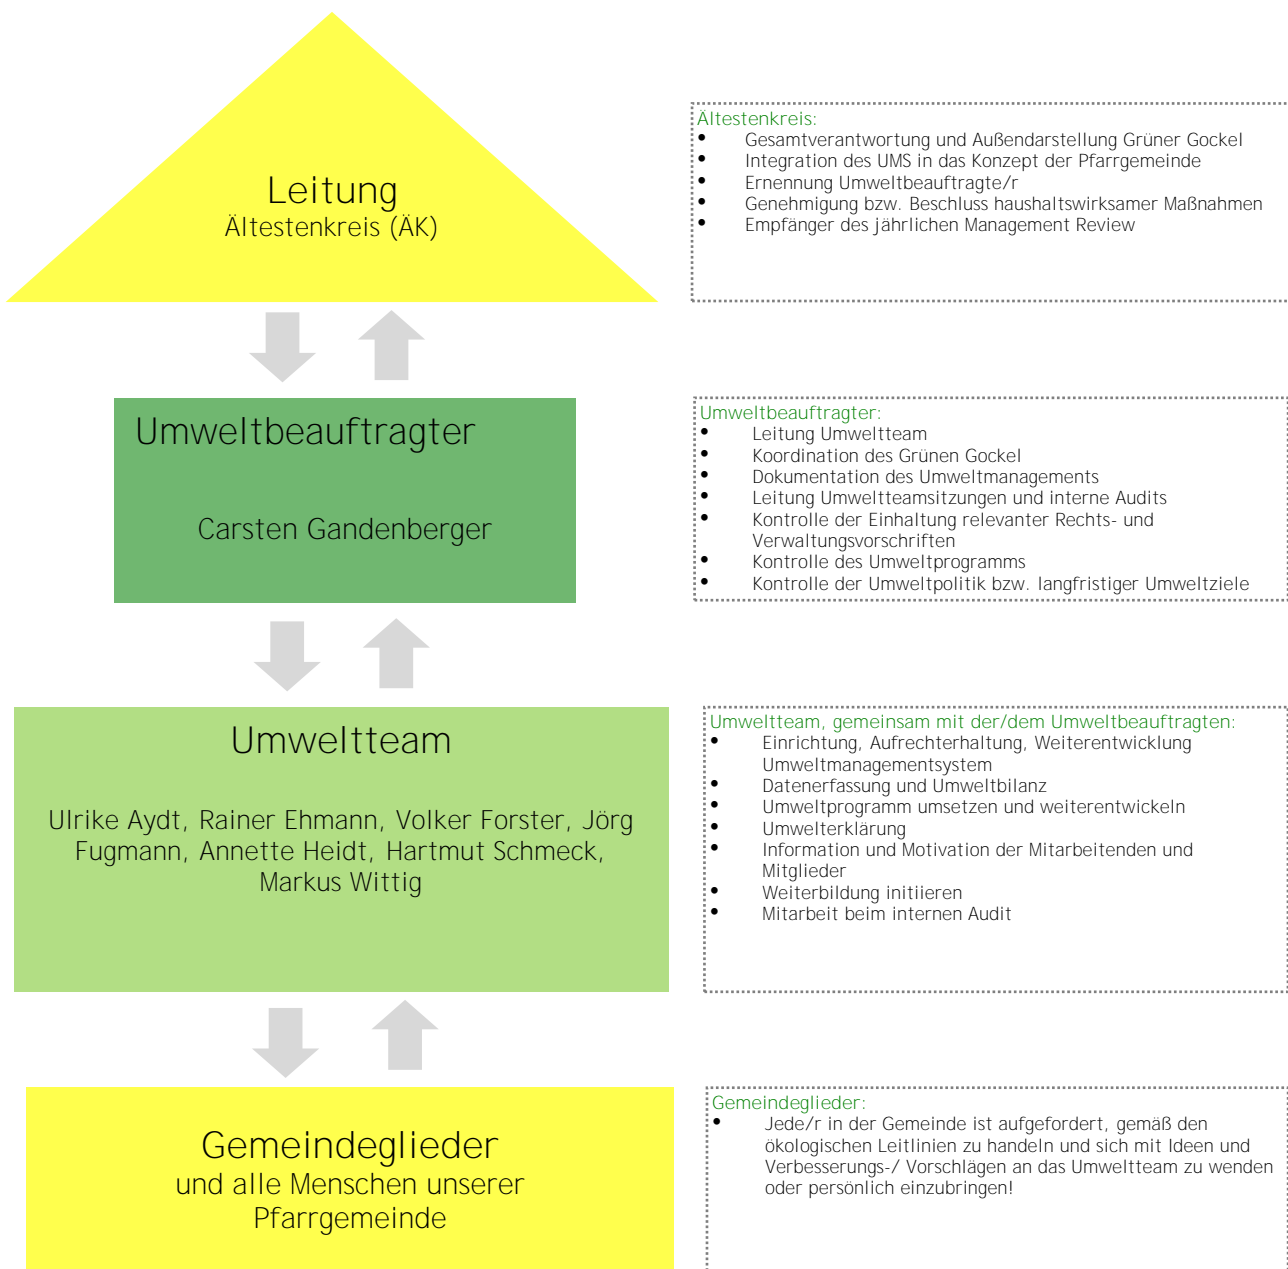 Leitung
Ältestenkreis (ÄK)
Ältestenkreis:
• Gesamtverantwortung und Außendarstellung Grüner Gockel
• Integration des UMS in das Konzept der Pfarrgemeinde
• Ernennung Umweltbeauftragte/r
• Genehmigung bzw. Beschluss haushaltswirksamer Maßnahmen
• Empfänger des jährlichen Management Review
Umweltbeauftragter
Carsten Gandenberger
Umweltbeauftragter:
• Leitung Umweltteam
• Koordination des Grünen Gockel
• Dokumentation des Umweltmanagements
• Leitung Umweltteamsitzungen und interne Audits
• Kontrolle der Einhaltung relevanter Rechts- und
Verwaltungsvorschriften
• Kontrolle des Umweltprogramms
• Kontrolle der Umweltpolitik bzw. langfristiger Umweltziele
Umweltteam
Ulrike Aydt, Rainer Ehmann, Volker Forster, Jörg
Fugmann, Annette Heidt, Hartmut Schmeck,
Markus Wittig
Umweltteam, gemeinsam mit der/dem Umweltbeauftragten:
• Einrichtung, Aufrechterhaltung, Weiterentwicklung
Umweltmanagementsystem
• Datenerfassung und Umweltbilanz
• Umweltprogramm umsetzen und weiterentwickeln
• Umwelterklärung
• Information und Motivation der Mitarbeitenden und
Mitglieder
• Weiterbildung initiieren
• Mitarbeit beim internen Audit
Gemeindeglieder
und alle Menschen unserer
Pfarrgemeinde
Gemeindeglieder:
• Jede/r in der Gemeinde ist aufgefordert, gemäß den
ökologischen Leitlinien zu handeln und sich mit Ideen und
Verbesserungs-/ Vorschlägen an das Umweltteam zu wenden
oder persönlich einzubringen!